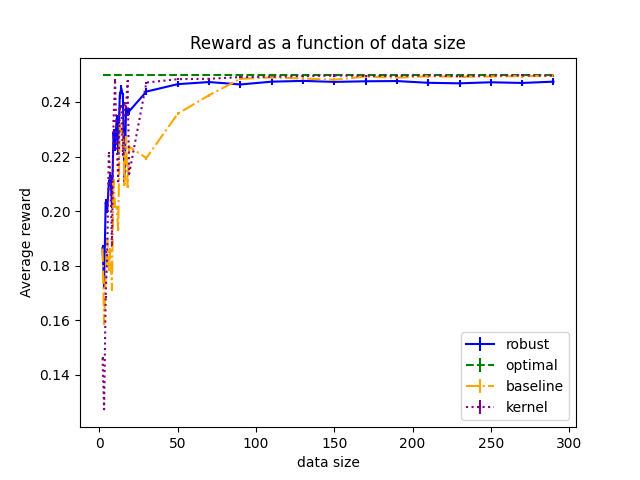 Reward as a function of data size
Average reward
0.24
0.22
0.20
0.18
0.16
0.14
0
50
100
150
200
250
300
data size
robust
optimal
baseline
kernel